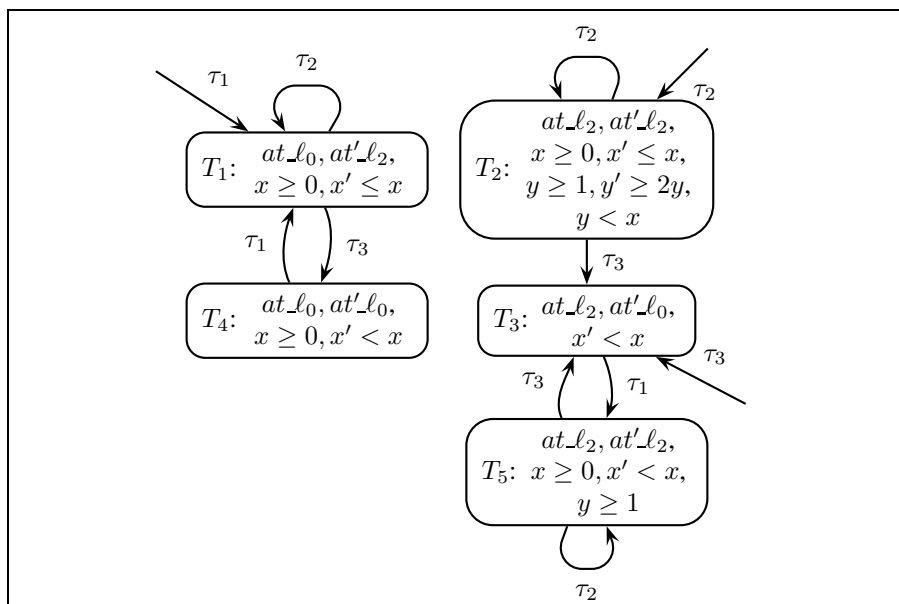 τ₁
τ₂
T₁: at_ℓ₀, at′_ℓ₂,
x ≥ 0, x′ ≤ x
τ₁
τ₃
T₄: at_ℓ₀, at′_ℓ₀,
x ≥ 0, x′ < x
τ₂
τ₂
at_ℓ₂, at′_ℓ₂,
T₂: x ≥ 0, x′ ≤ x,
y ≥ 1, y′ ≥ 2y,
y < x
τ₃
T₃: at_ℓ₂, at′_ℓ₀,
x′ < x
τ₃
τ₁
τ₃
at_ℓ₂, at′_ℓ₂,
T₅: x ≥ 0, x′ < x,
y ≥ 1
τ₂